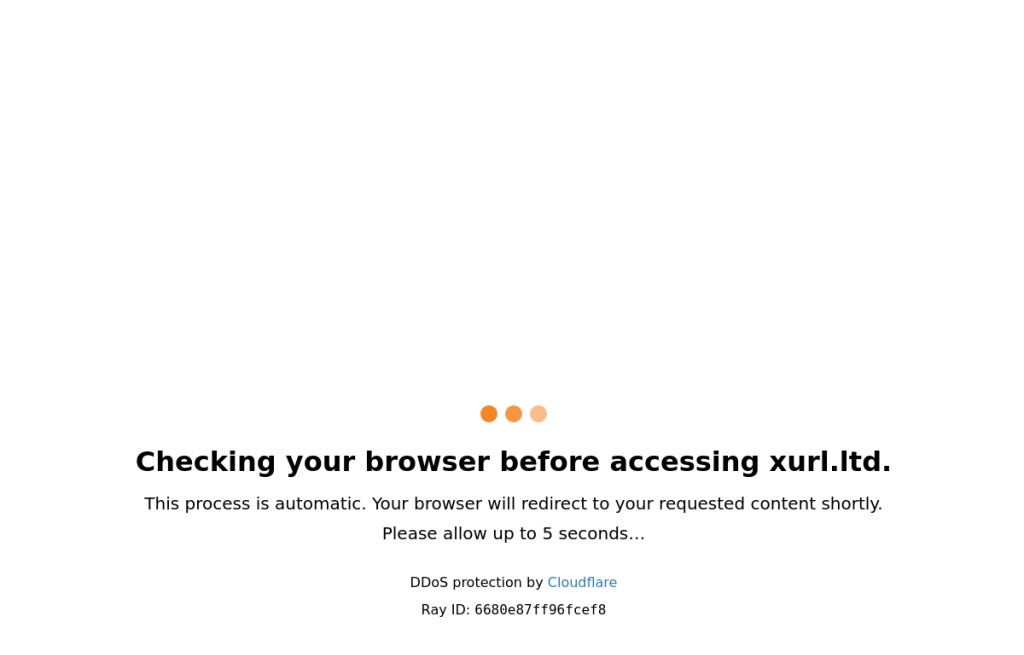 Checking your browser before accessing xurl.ltd.
This process is automatic. Your browser will redirect to your requested content shortly.
Please allow up to 5 seconds…
DDoS protection by Cloudflare
Ray ID: 6680e87ff96fcef8